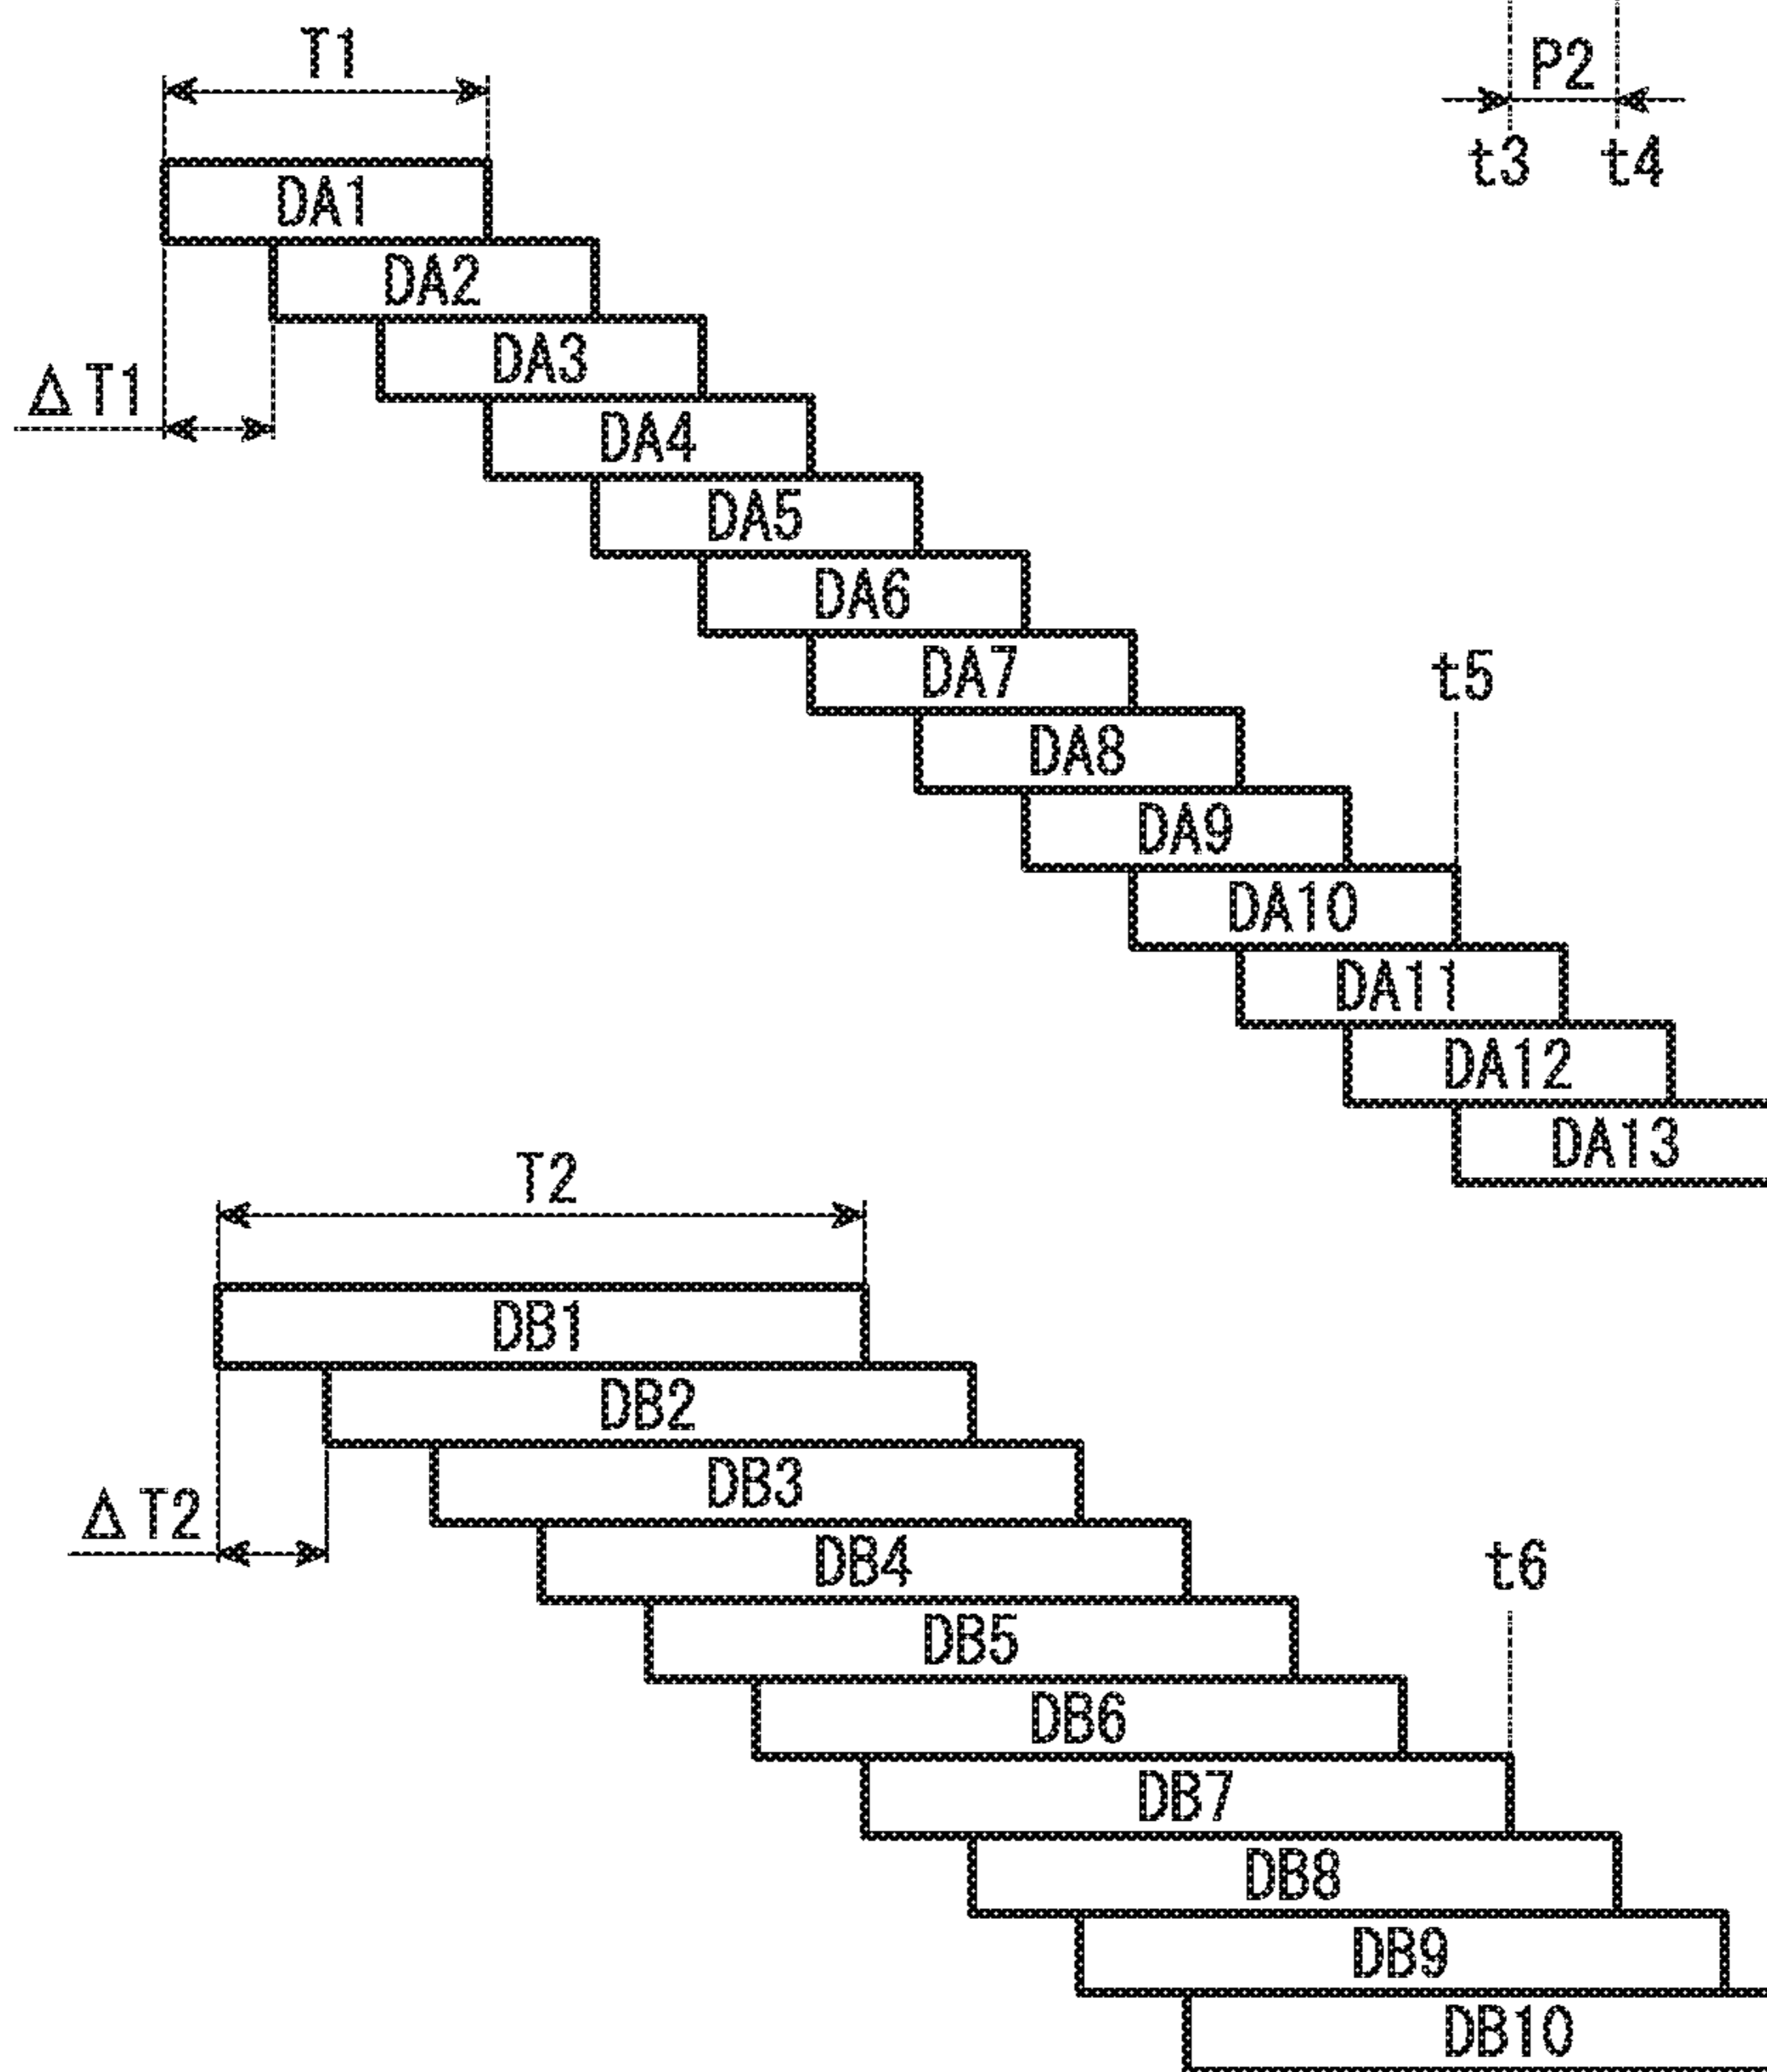 T1
P2
t3 t4
DA1
DA2
DA3
ΔT1
DA4
DA5
DA6
DA7
t5
DA8
DA9
DA10
DA11
DA12
DA13
T2
DB1
DB2
DB3
ΔT2
DB4
t6
DB5
DB6
DB7
DB8
DB9
DB10